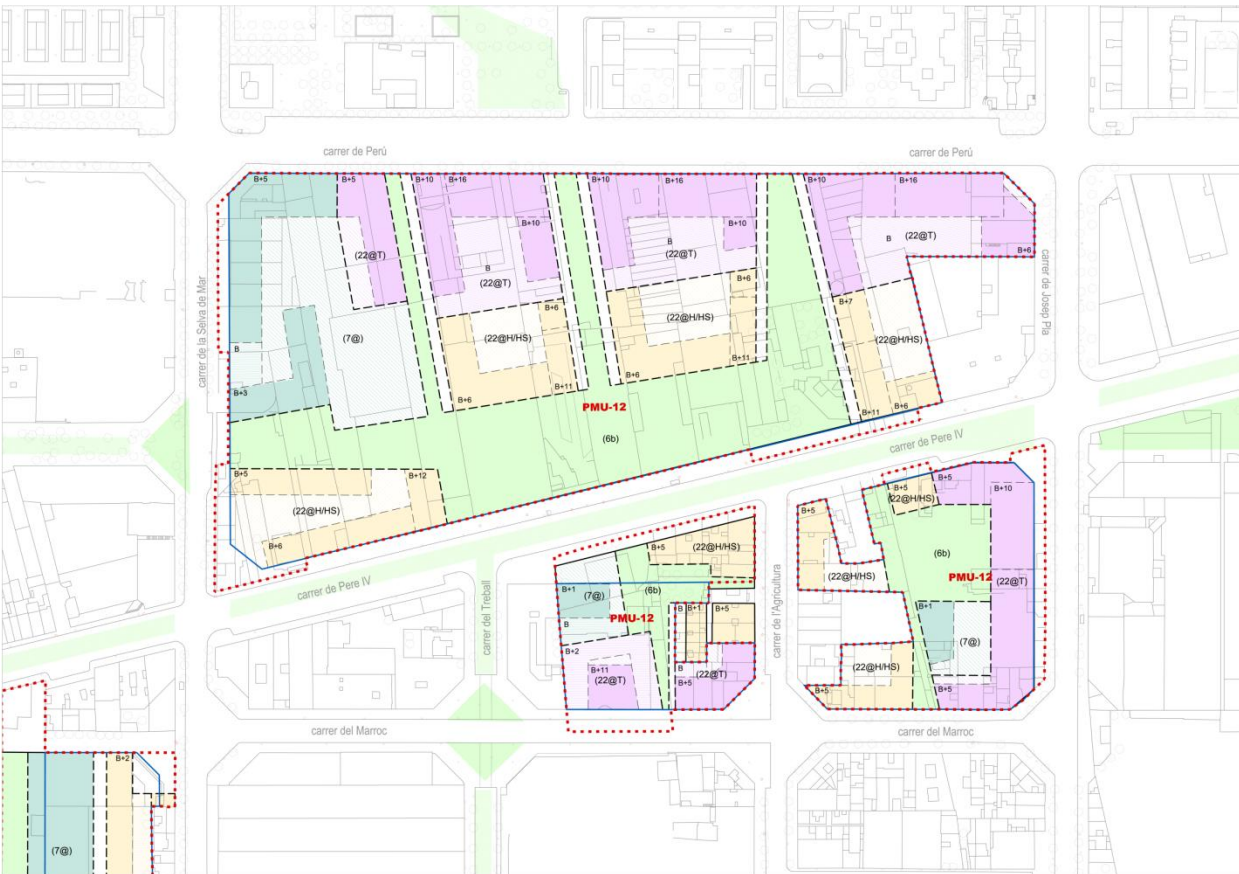 carrer de Perú
carrer de Perú
B+5
B+5
B+10
B+16
B+10
B+16
B+10
B+16
B+10
B+10
(22@T)
B
(22@T)
B
(22@T)
B
(22@T)
B+6
carrer de la Selva de Mar
carrer de Josep Pla
B+6
B+6
B+7
(7@)
(22@H/HS)
(22@H/HS)
(22@H/HS)
B
B+3
B+6
B+11
B+6
B+11
B+11
B+6
PMU-12
(6b)
carrer de Pere IV
B+5
B+12
(22@H/HS)
B+6
carrer de Pere IV
B+5
(22@H/HS)
B+5
B+5
B+5
(22@H/HS)
B+10
(6b)
PMU-12
(22@H/HS)
(22@T)
carrer del Treball
carrer de l'Agricultura
B+1
(7@)
(6b)
PMU-12
B
B
B+1
B+5
B+2
B+11
(22@T)
B
(22@T)
B+5
B+1
(7@)
(22@H/HS)
B+5
B+5
carrer del Marroc
carrer del Marroc
B+2
(7@)